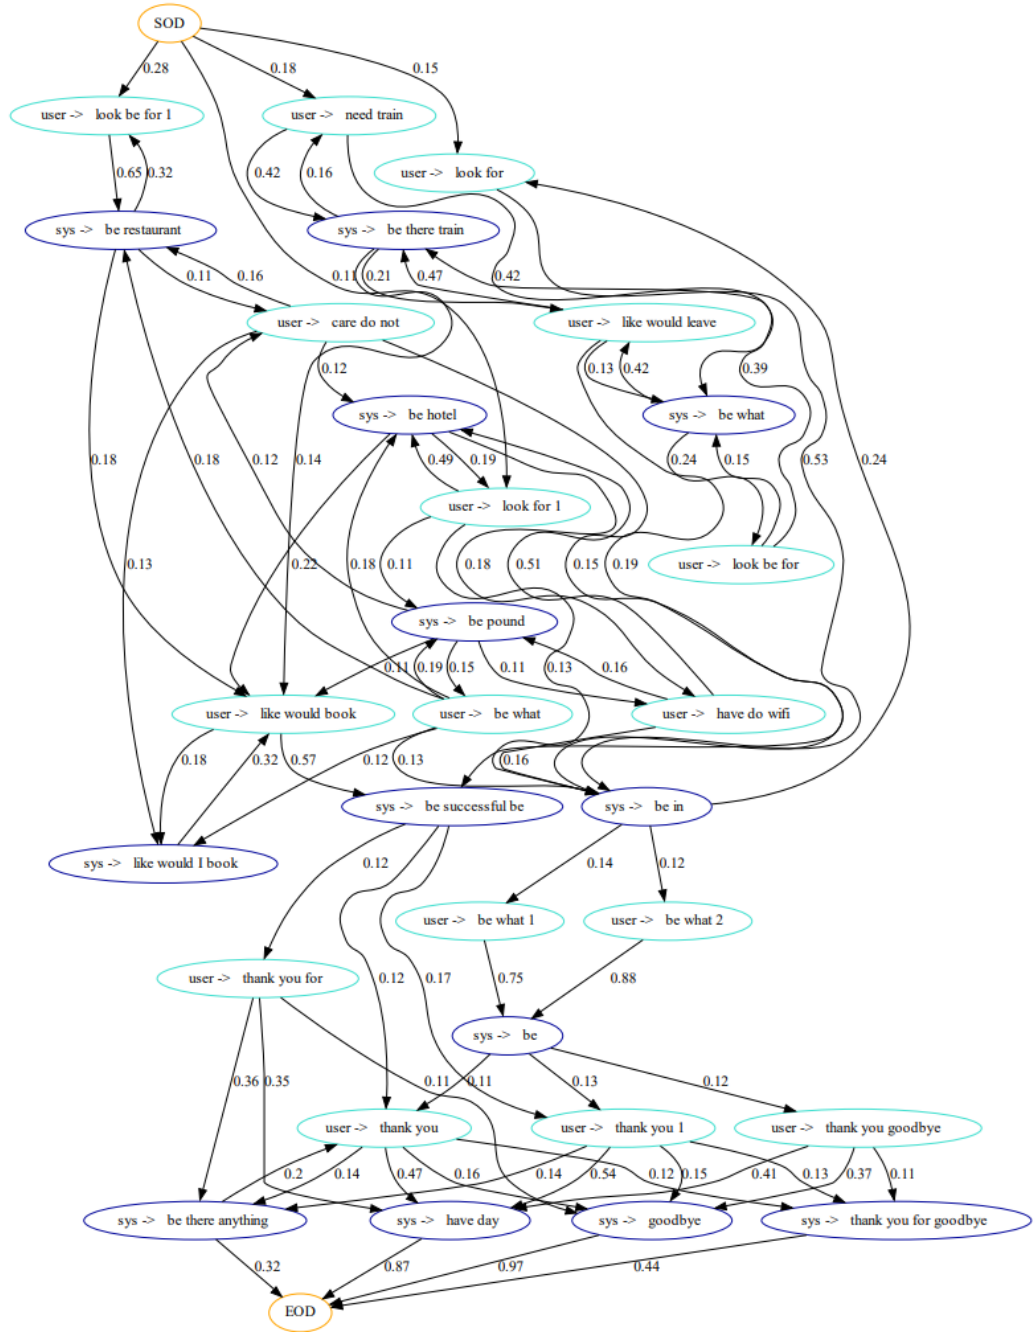 SOD
0.28
0.18
0.15
user -> look be for 1
user -> need train
user -> look for
0.65
0.32
0.42
0.16
sys -> be restaurant
sys -> be there train
0.11
0.16
0.11
0.21
0.47
0.42
user -> care do not
user -> like would leave
0.12
0.13
0.42
0.39
sys -> be hotel
sys -> be what
0.18
0.13
0.18
0.12
0.14
0.49
0.19
0.24
0.15
0.53
0.24
user -> look for 1
0.22
0.18
0.11
0.18
0.51
0.15
0.19
user -> look be for
sys -> be pound
0.11
0.19
0.15
0.11
0.16
0.13
user -> like would book
user -> be what
user -> have do wifi
0.18
0.32
0.57
0.12
0.13
0.16
sys -> be successful be
sys -> be in
sys -> like would I book
0.12
0.14
0.12
user -> be what 1
user -> be what 2
user -> thank you for
0.12
0.17
0.75
0.88
sys -> be
0.36
0.35
0.11
0.11
0.13
0.12
user -> thank you
user -> thank you 1
user -> thank you goodbye
0.2
0.14
0.47
0.16
0.14
0.54
0.12
0.15
0.41
0.13
0.37
0.11
sys -> be there anything
sys -> have day
sys -> goodbye
sys -> thank you for goodbye
0.32
0.87
0.97
0.44
EOD